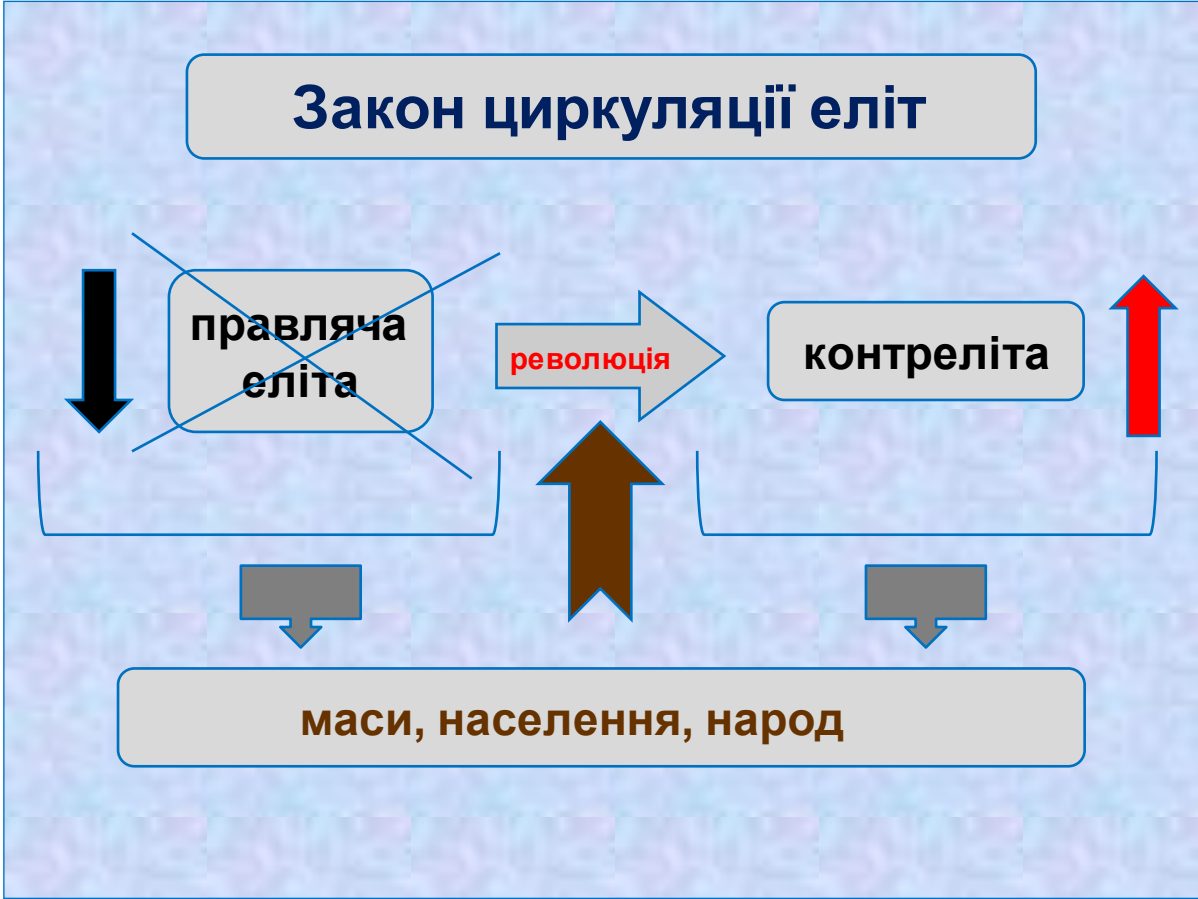 Закон циркуляції еліт
правляча
еліта
революція
контреліта
маси, населення, народ